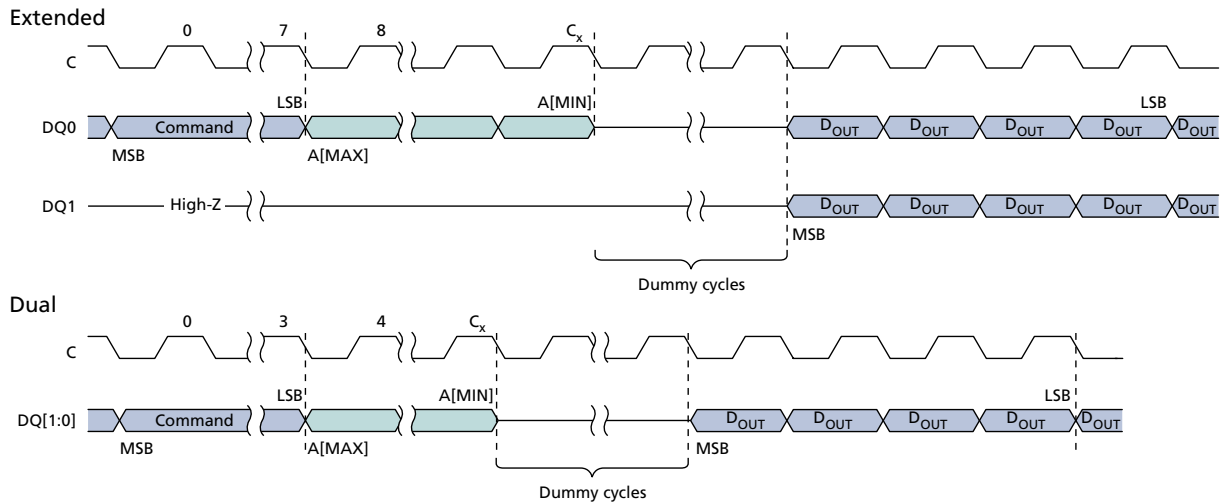 Extended
0 7 8 Cx
C
LSB A[MIN] LSB
DQ0 Command DOUT DOUT DOUT DOUT DOUT
MSB A[MAX]
DQ1 High-Z DOUT DOUT DOUT DOUT DOUT
MSB
Dummy cycles
Dual
0 3 4 Cx
C
LSB A[MIN] LSB
DQ[1:0] Command DOUT DOUT DOUT DOUT DOUT
MSB A[MAX] MSB
Dummy cycles